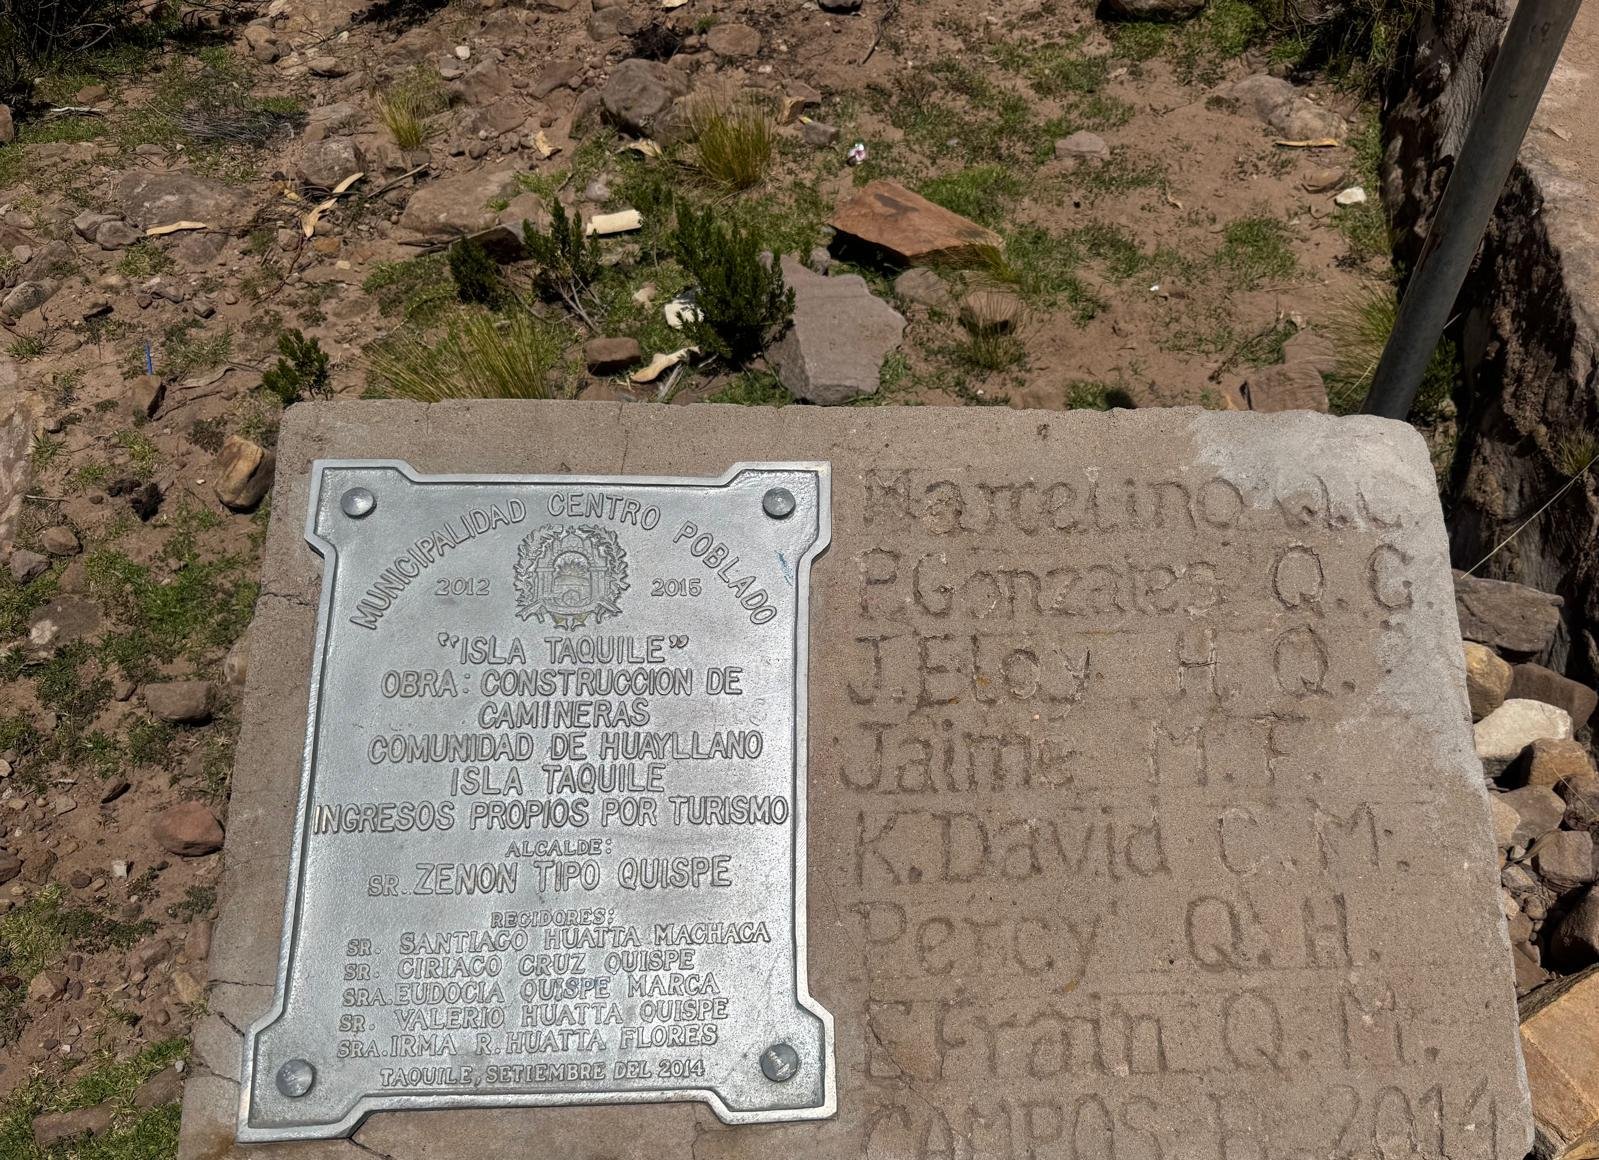 MUNICIPALIDAD CENTRO POBLADO
2012 2015
"ISLA TAQUILE"
OBRA: CONSTRUCCION DE
CAMINERAS
COMUNIDAD DE HUAYLLANO
ISLA TAQUILE
INGRESOS PROPIOS POR TURISMO
ALCALDE:
SR. ZENON TIPO QUISPE
REGIDORES:
SR. SANTIAGO HUATTA MACHACA
SR. CIRIACO CRUZ QUISPE
SRA. EUDOCIA QUISPE MARCA
SR. VALERIO HUATTA QUISPE
SRA. IRMA R. HUATTA FLORES
TAQUILE, SETIEMBRE DEL 2014
P. Gonzales Q. G.
J. Eloy H. Q.
Jaime M. F.
K. David C. M.
Percy Q. H.
Efrain Q. M.
CAMPOS